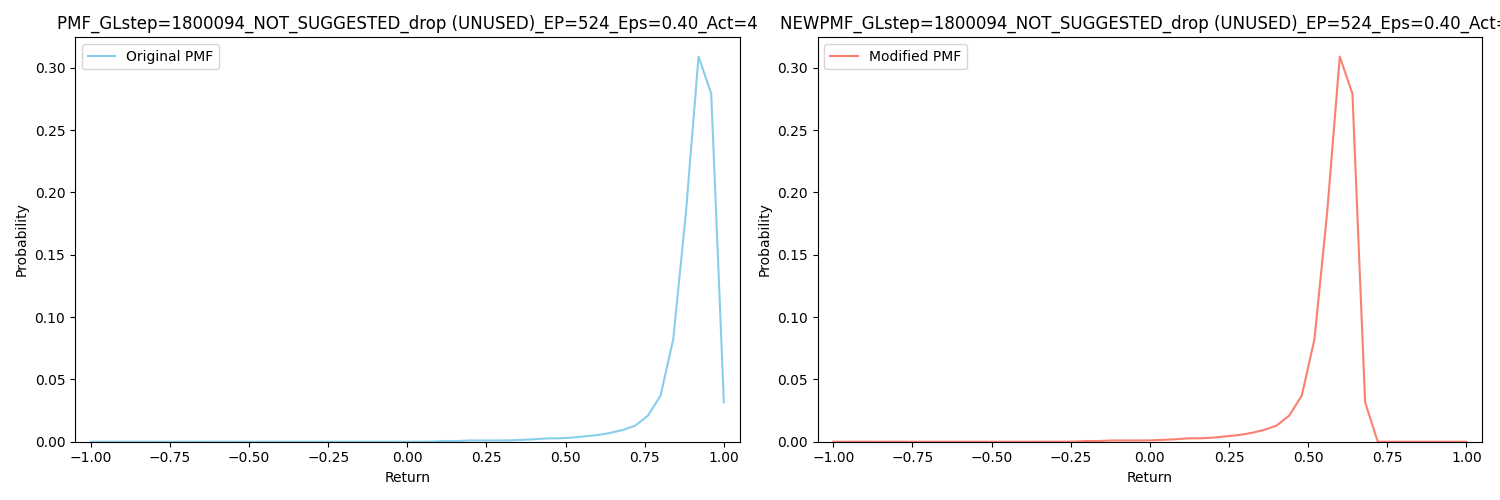 PMF_GLstep=1800094_NOT_SUGGESTED_drop (UNUSED)_EP=524_Eps=0.40_Act=4
Original PMF
0.30
0.25
0.20
0.15
0.10
0.05
0.00
Probability
−1.00 −0.75 −0.50 −0.25 0.00 0.25 0.50 0.75 1.00
Return
NEWPMF_GLstep=1800094_NOT_SUGGESTED_drop (UNUSED)_EP=524_Eps=0.40_Act=
Modified PMF
0.30
0.25
0.20
0.15
0.10
0.05
0.00
Probability
−1.00 −0.75 −0.50 −0.25 0.00 0.25 0.50 0.75 1.00
Return